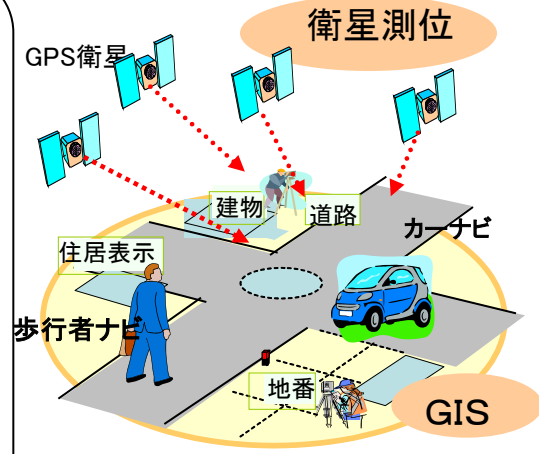 衛星測位
GPS衛星
建物
道路
カーナビ
住居表示
歩行者ナビ
地番
GIS